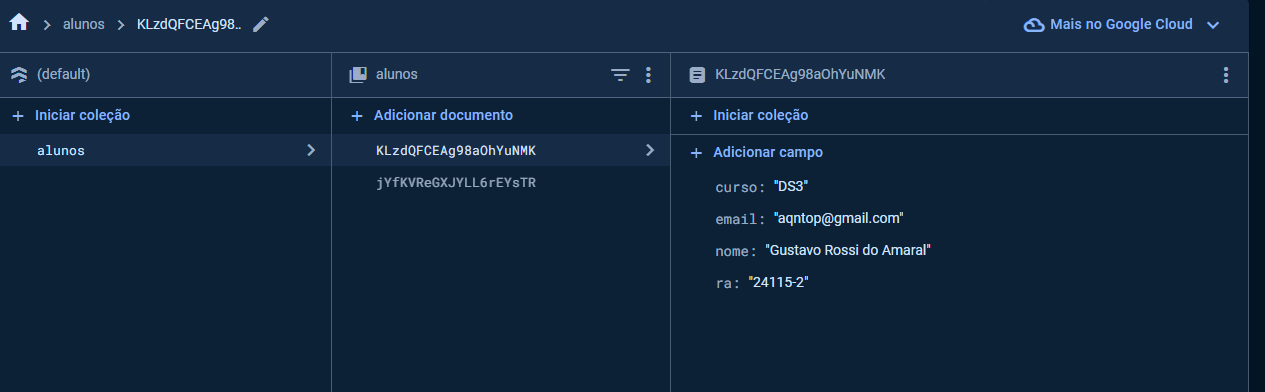 alunos KLzdQFCEAg98.. Mais no Google Cloud
(default) alunos KLzdQFCEAg98aOhYuNMK
Iniciar coleção Adicionar documento Iniciar coleção
alunos KLzdQFCEAg98aOhYuNMK Adicionar campo
jYfKVReGXJYLL6rEYsTR
curso: "DS3"
email: "aqntop@gmail.com"
nome: "Gustavo Rossi do Amaral"
ra: "24115-2"